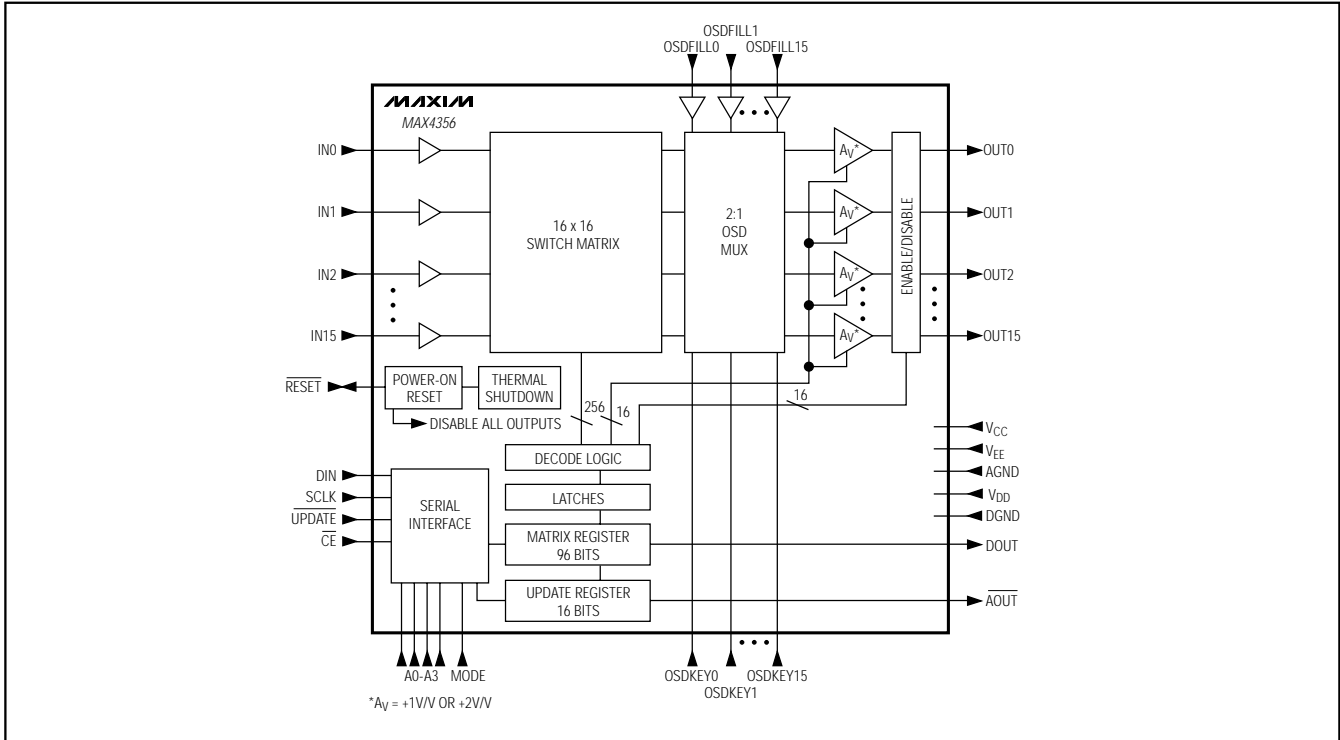 OSDFILL1
OSDFILL0 OSDFILL15
MAXIM
MAX4356
IN0
IN1
IN2
IN15
16 x 16
SWITCH MATRIX
2:1
OSD
MUX
AV*
AV*
AV*
AV*
ENABLE/DISABLE
OUT0
OUT1
OUT2
OUT15
RESET
POWER-ON
RESET
THERMAL
SHUTDOWN
DISABLE ALL OUTPUTS
256
16
16
DECODE LOGIC
LATCHES
MATRIX REGISTER
96 BITS
UPDATE REGISTER
16 BITS
DIN
SCLK
UPDATE
CE
SERIAL
INTERFACE
VCC
VEE
AGND
VDD
DGND
DOUT
AOUT
A0-A3 MODE
OSDKEY0 OSDKEY15
OSDKEY1
*AV = +1V/V OR +2V/V